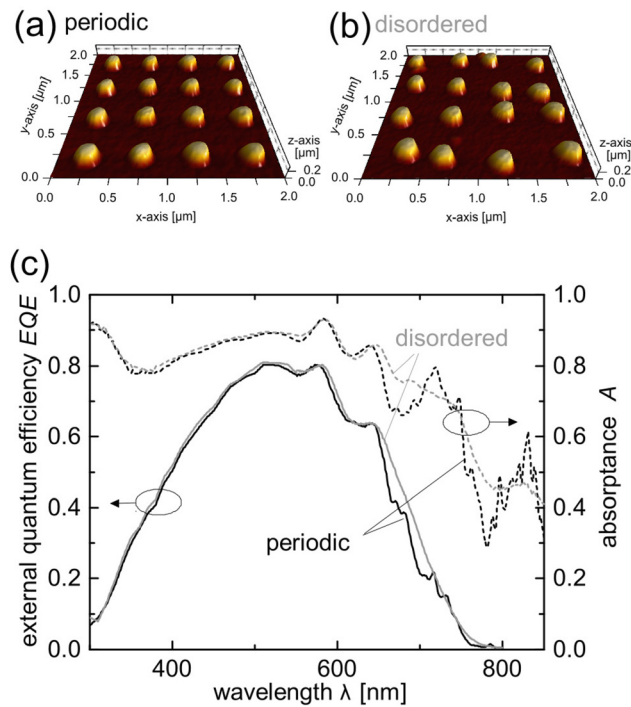 (a) periodic
2.0
1.5
1.0
0.5
0.0
y-axis [µm]
z-axis
[µm]
0.2
0.0
0.0 0.5 1.0 1.5 2.0
x-axis [µm]
(b) disordered
2.0
1.5
1.0
0.5
0.0
y-axis [µm]
z-axis
[µm]
0.2
0.0
0.0 0.5 1.0 1.5 2.0
x-axis [µm]
(c)
external quantum efficiency EQE
1.0
0.8
0.6
0.4
0.2
0.0
disordered
periodic
1.0
0.8
0.6
0.4
0.2
0.0
absorptance A
400 600 800
wavelength λ [nm]